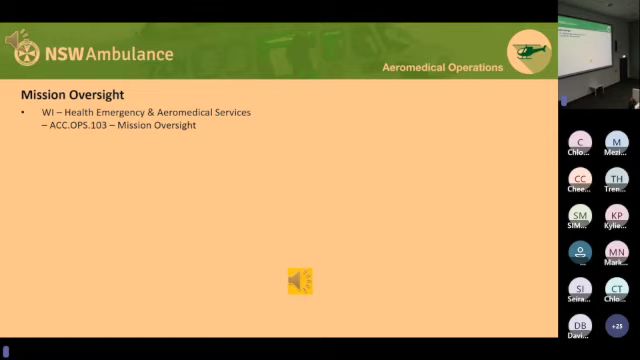 NSW Ambulance
Aeromedical Operations
Mission Oversight
• WI – Health Emergency & Aeromedical Services
– ACC.OPS.103 – Mission Oversight
C
M
Chlo...
Mezi...
CC
TH
Chee...
Tren...
SM
KP
SIM...
Kylie...
MN
...
Mark...
SI
CT
Seira...
Chlo...
DB
+25
Davi...